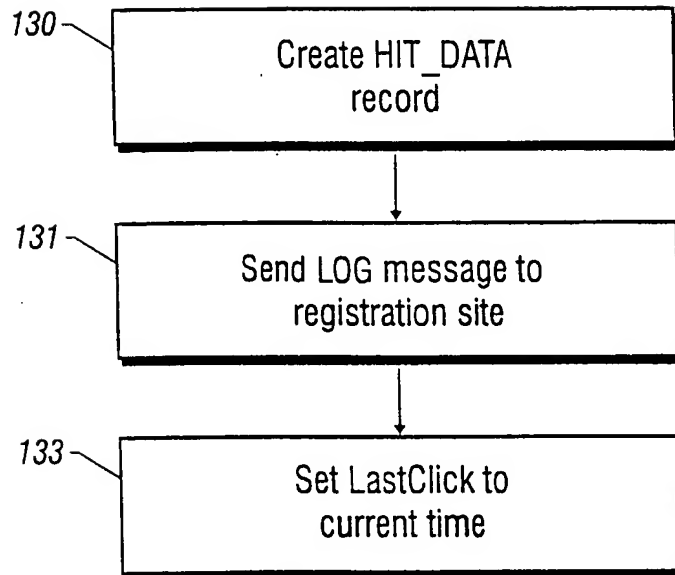 130
Create HIT_DATA
record
131
Send LOG message to
registration site
133
Set LastClick to
current time